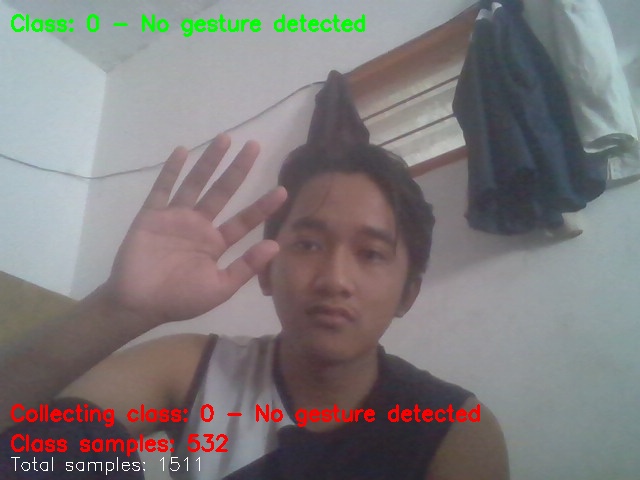 Class: 0 - No gesture detected
Collecting class: 0 - No gesture detected
Class samples: 532
Total samples: 1511